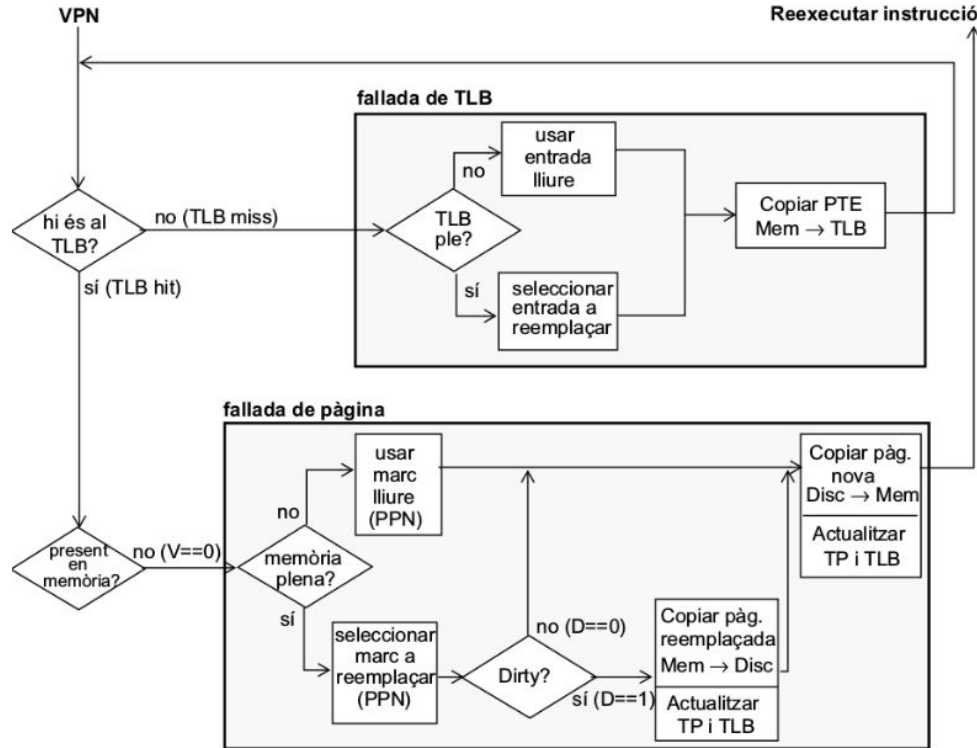 VPN
Reexecutar instrucció
fallada de TLB
usar
entrada
lliure
no
hi és al
TLB?
no (TLB miss)
TLB
ple?
Copiar PTE
Mem → TLB
sí (TLB hit)
sí
seleccionar
entrada a
reemplaçar
fallada de pàgina
usar
marc
lliure
(PPN)
Copiar pàg.
nova
Disc → Mem
Actualitzar
TP i TLB
no
present
en
memòria?
no (V==0)
memòria
plena?
sí
seleccionar
marc a
reemplaçar
(PPN)
no (D==0)
Dirty?
sí (D==1)
Copiar pàg.
reemplaçada
Mem → Disc
Actualitzar
TP i TLB